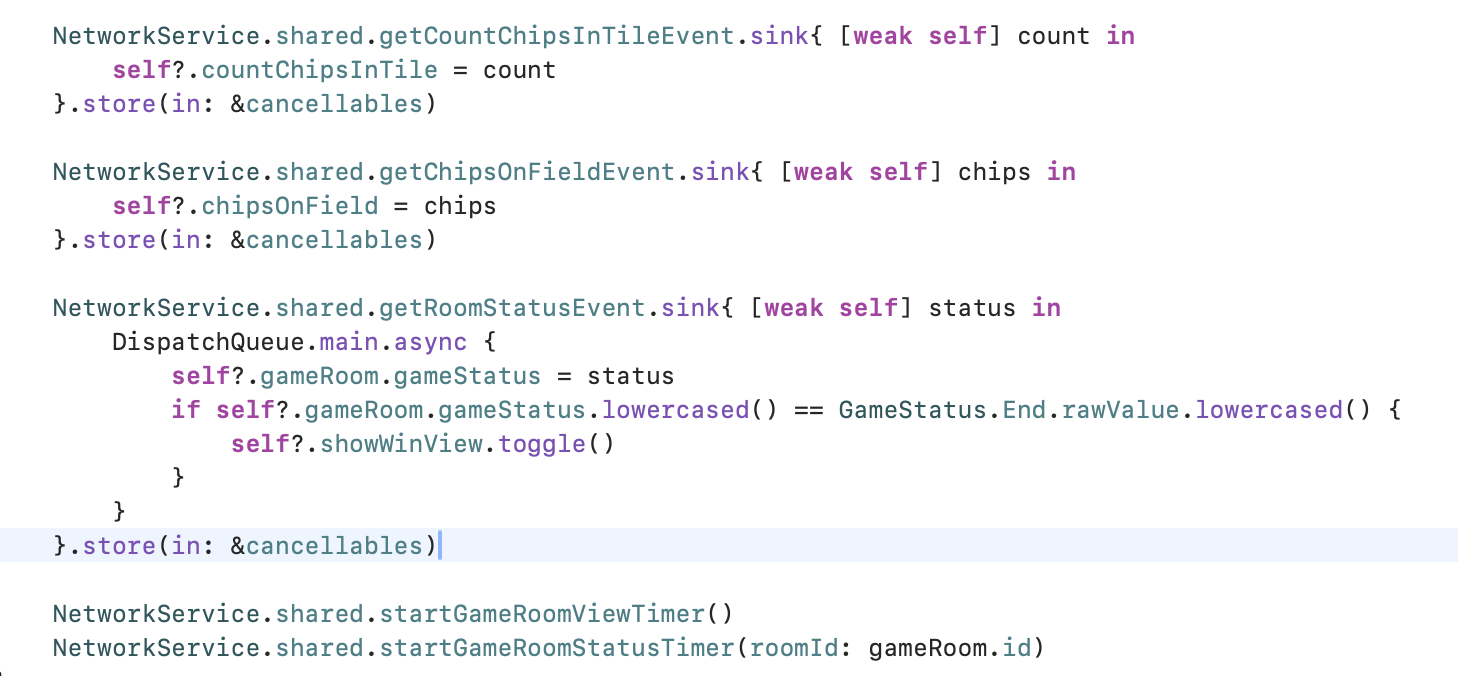 NetworkService.shared.getCountChipsInTileEvent.sink{ [weak self] count in
    self?.countChipsInTile = count
}.store(in: &cancellables)

NetworkService.shared.getChipsOnFieldEvent.sink{ [weak self] chips in
    self?.chipsOnField = chips
}.store(in: &cancellables)

NetworkService.shared.getRoomStatusEvent.sink{ [weak self] status in
    DispatchQueue.main.async {
        self?.gameRoom.gameStatus = status
        if self?.gameRoom.gameStatus.lowercased() == GameStatus.End.rawValue.lowercased() {
            self?.showWinView.toggle()
        }
    }
}.store(in: &cancellables)

NetworkService.shared.startGameRoomViewTimer()
NetworkService.shared.startGameRoomStatusTimer(roomId: gameRoom.id)